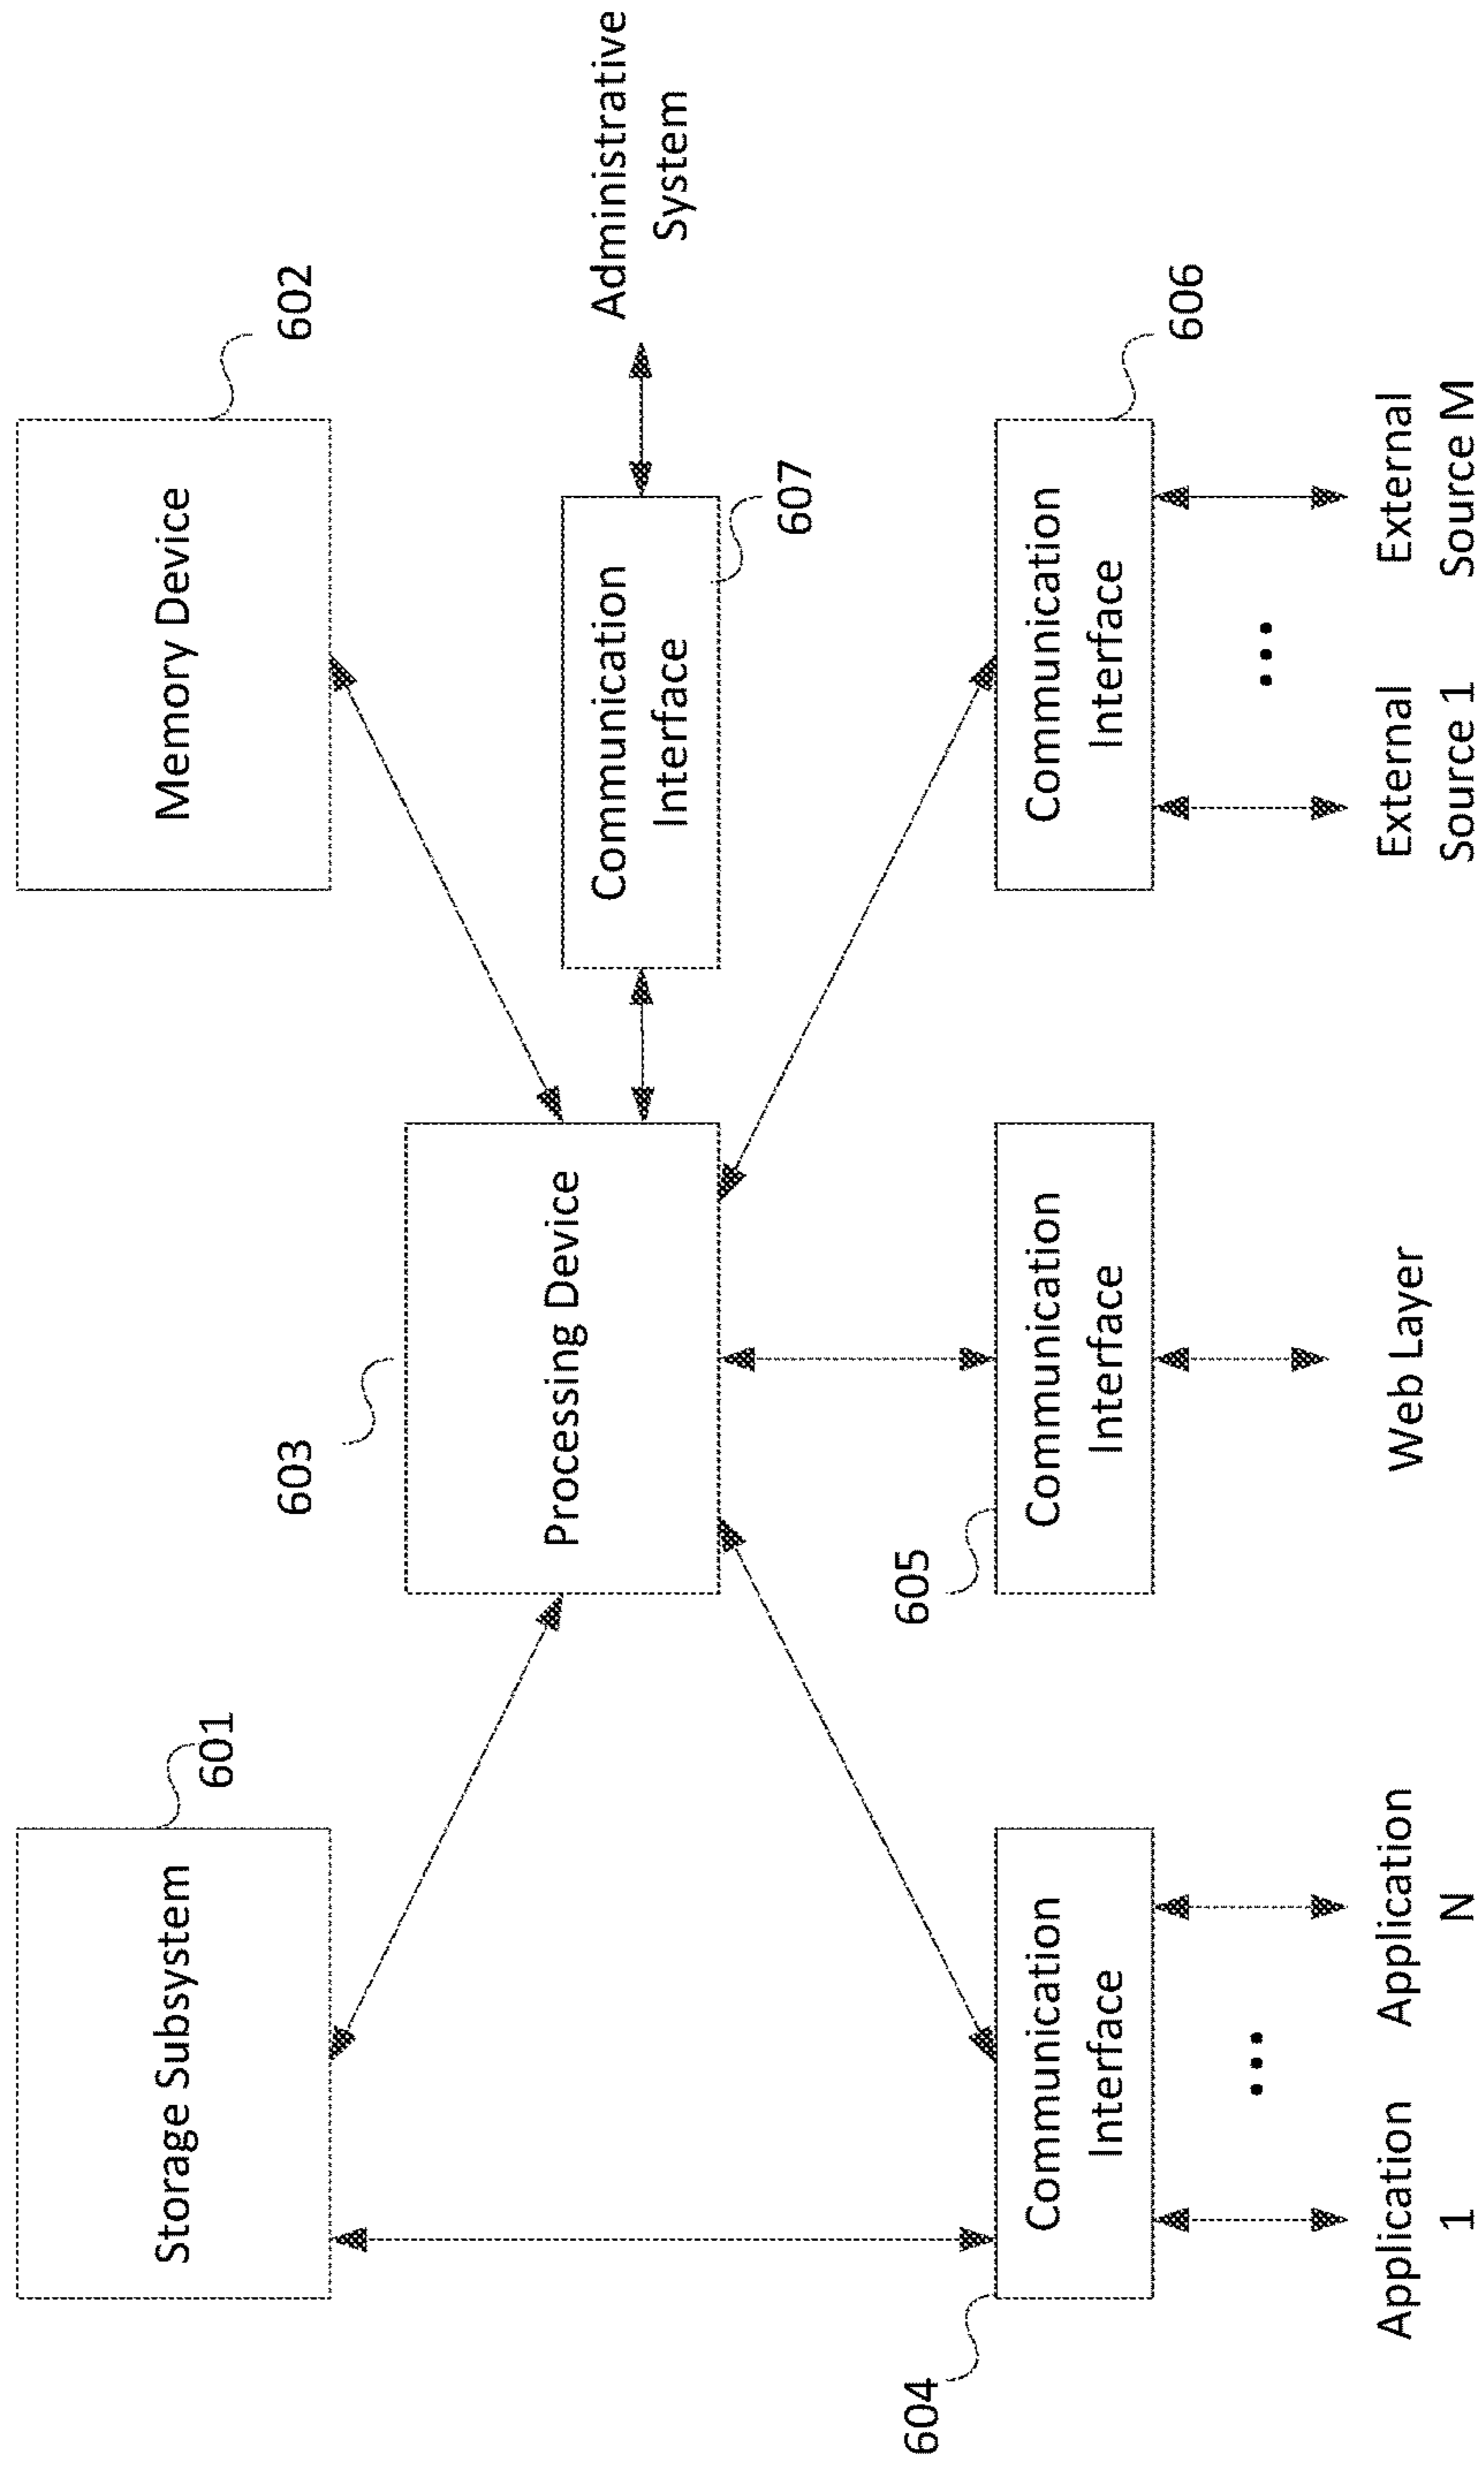 601
Storage Subsystem
602
Memory Device
603
Processing Device
Communication
Interface
607
Administrative
System
604
Communication
Interface
605
Communication
Interface
606
Communication
Interface
...
...
Application
1
Application
N
Web Layer
External
Source 1
External
Source M